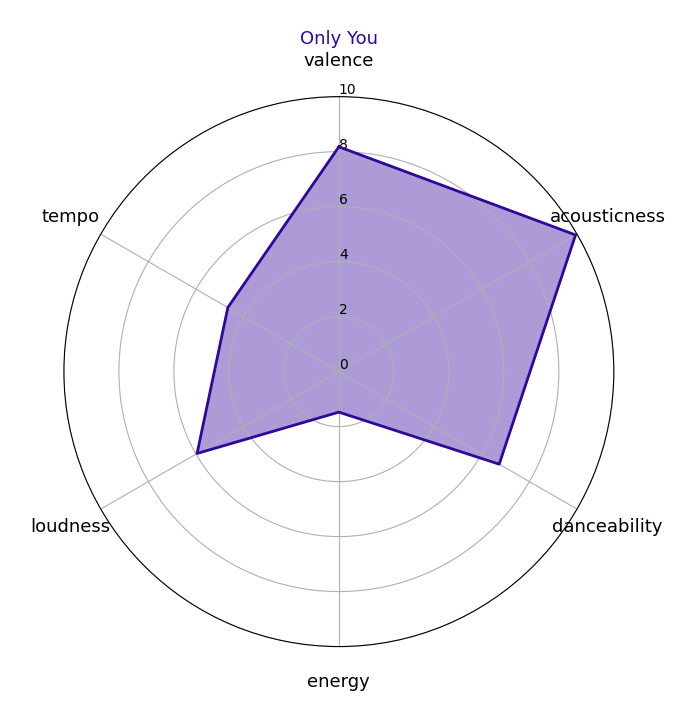 Only You
valence
10
8
6
4
2
0
tempo
acousticness
loudness
danceability
energy